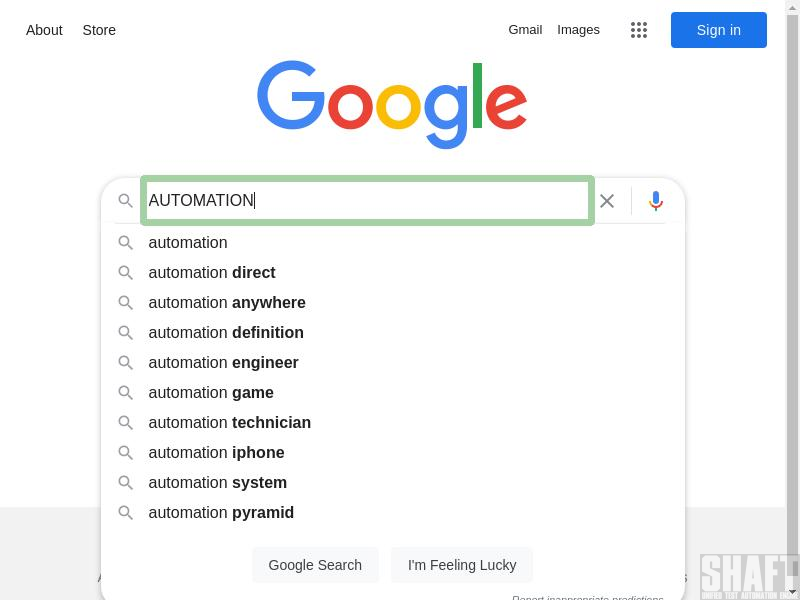 About Store Gmail Images Sign in
Google
AUTOMATION
automation
automation direct
automation anywhere
automation definition
automation engineer
automation game
automation technician
automation iphone
automation system
automation pyramid
Google Search I'm Feeling Lucky
Report inappropriate predictions
SHAFT